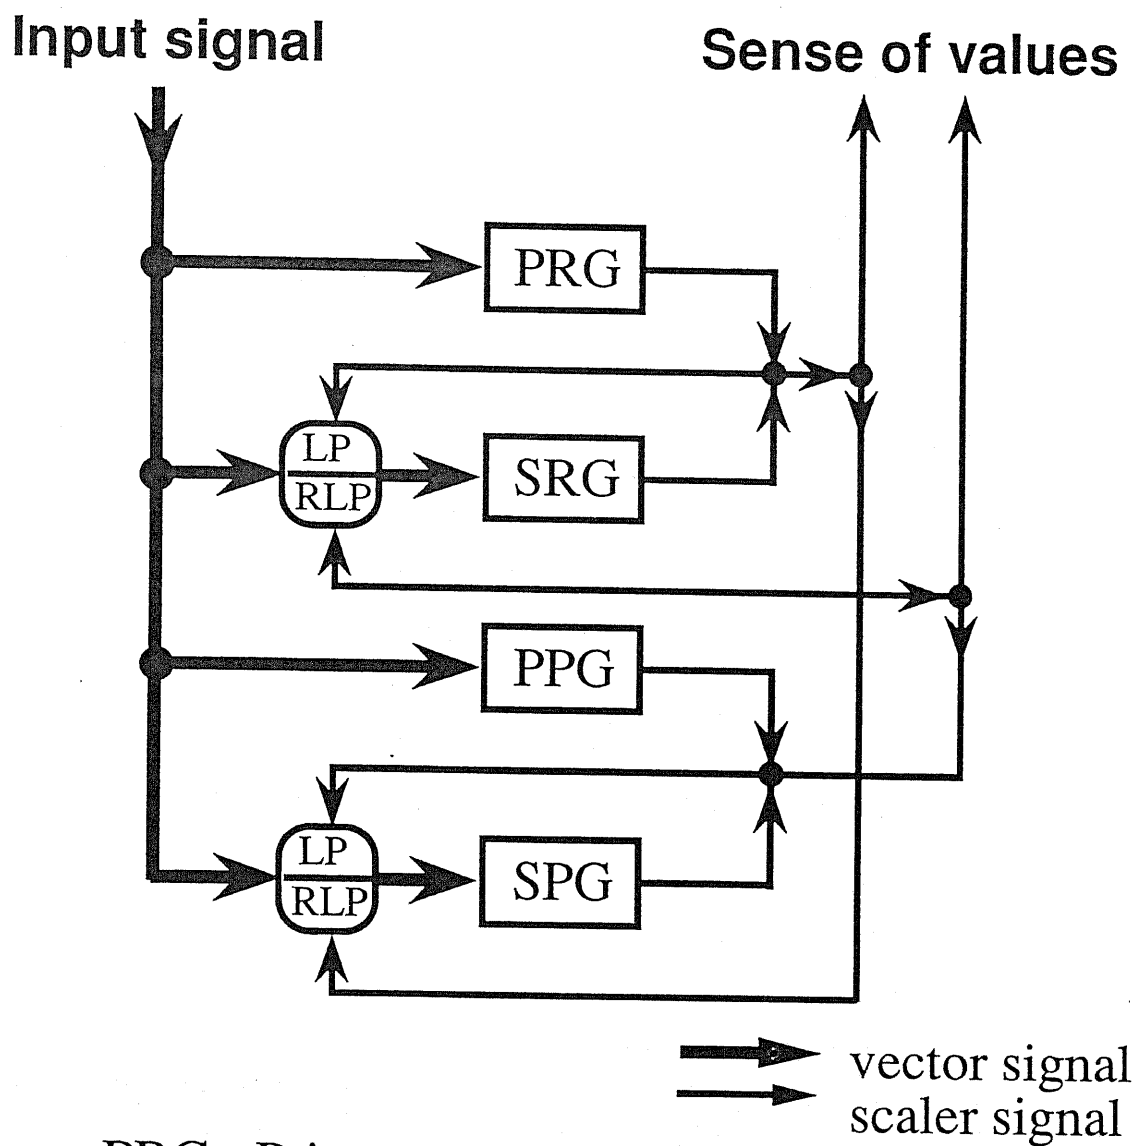 Input signal
Sense of values
PRG
LP
RLP
SRG
PPG
LP
RLP
SPG
vector signal
scaler signal